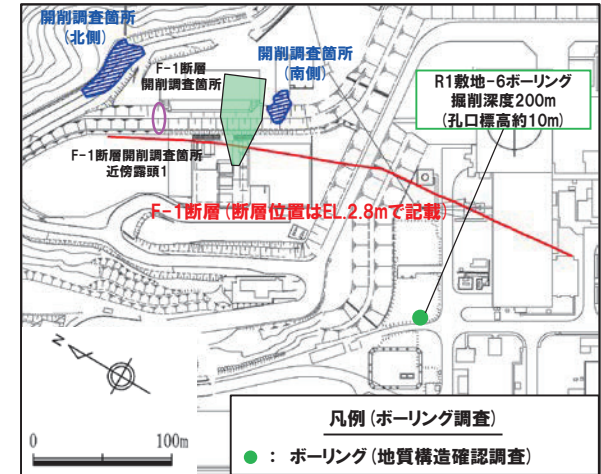 開削調査箇所
(北側)
F-1断層
開削調査箇所
開削調査箇所
(南側)
R1敷地-6ボーリング
掘削深度200m
(孔口標高約10m)
F-1断層開削調査箇所
近傍露頭1
F-1断層(断層位置はEL.2.8mで記載)
N
0
100m
凡例(ボーリング調査)
: ボーリング(地質構造確認調査)